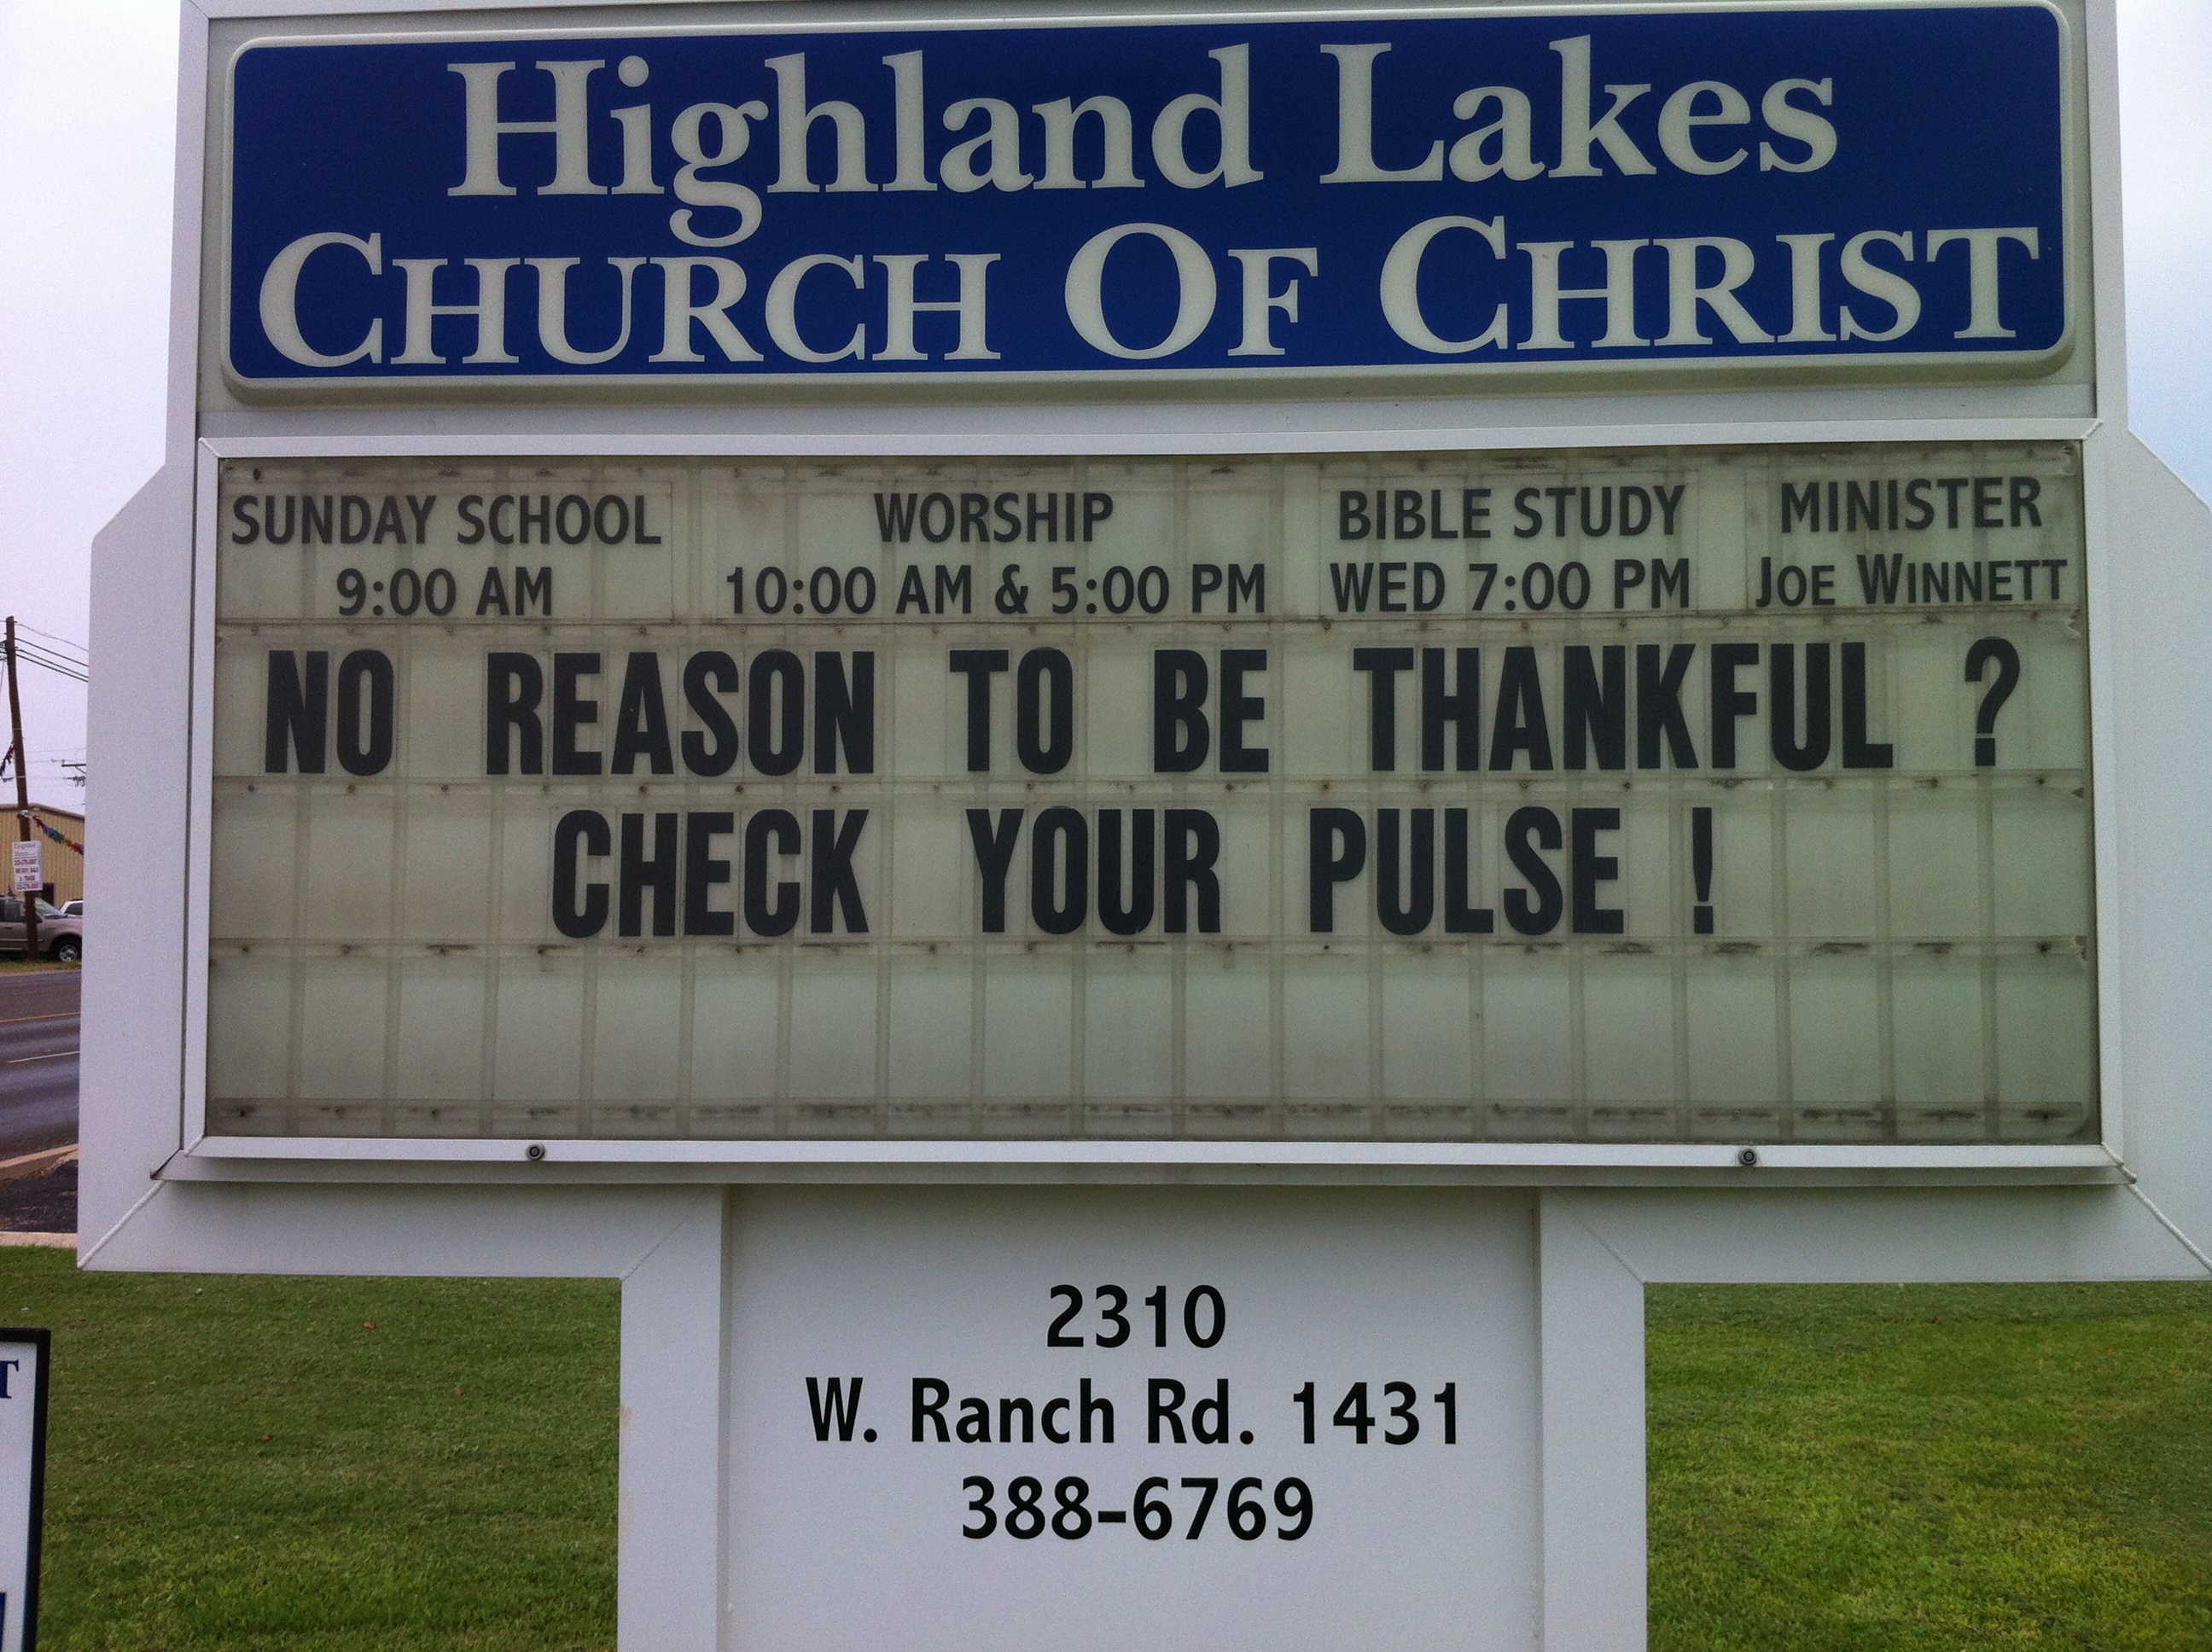 Highland Lakes
CHURCH OF CHRIST
SUNDAY SCHOOL
9:00 AM
WORSHIP
10:00 AM & 5:00 PM
BIBLE STUDY
WED 7:00 PM
MINISTER
JOE WINNETT
NO REASON TO BE THANKFUL ?
CHECK YOUR PULSE !
2310
W. Ranch Rd. 1431
388-6769
T